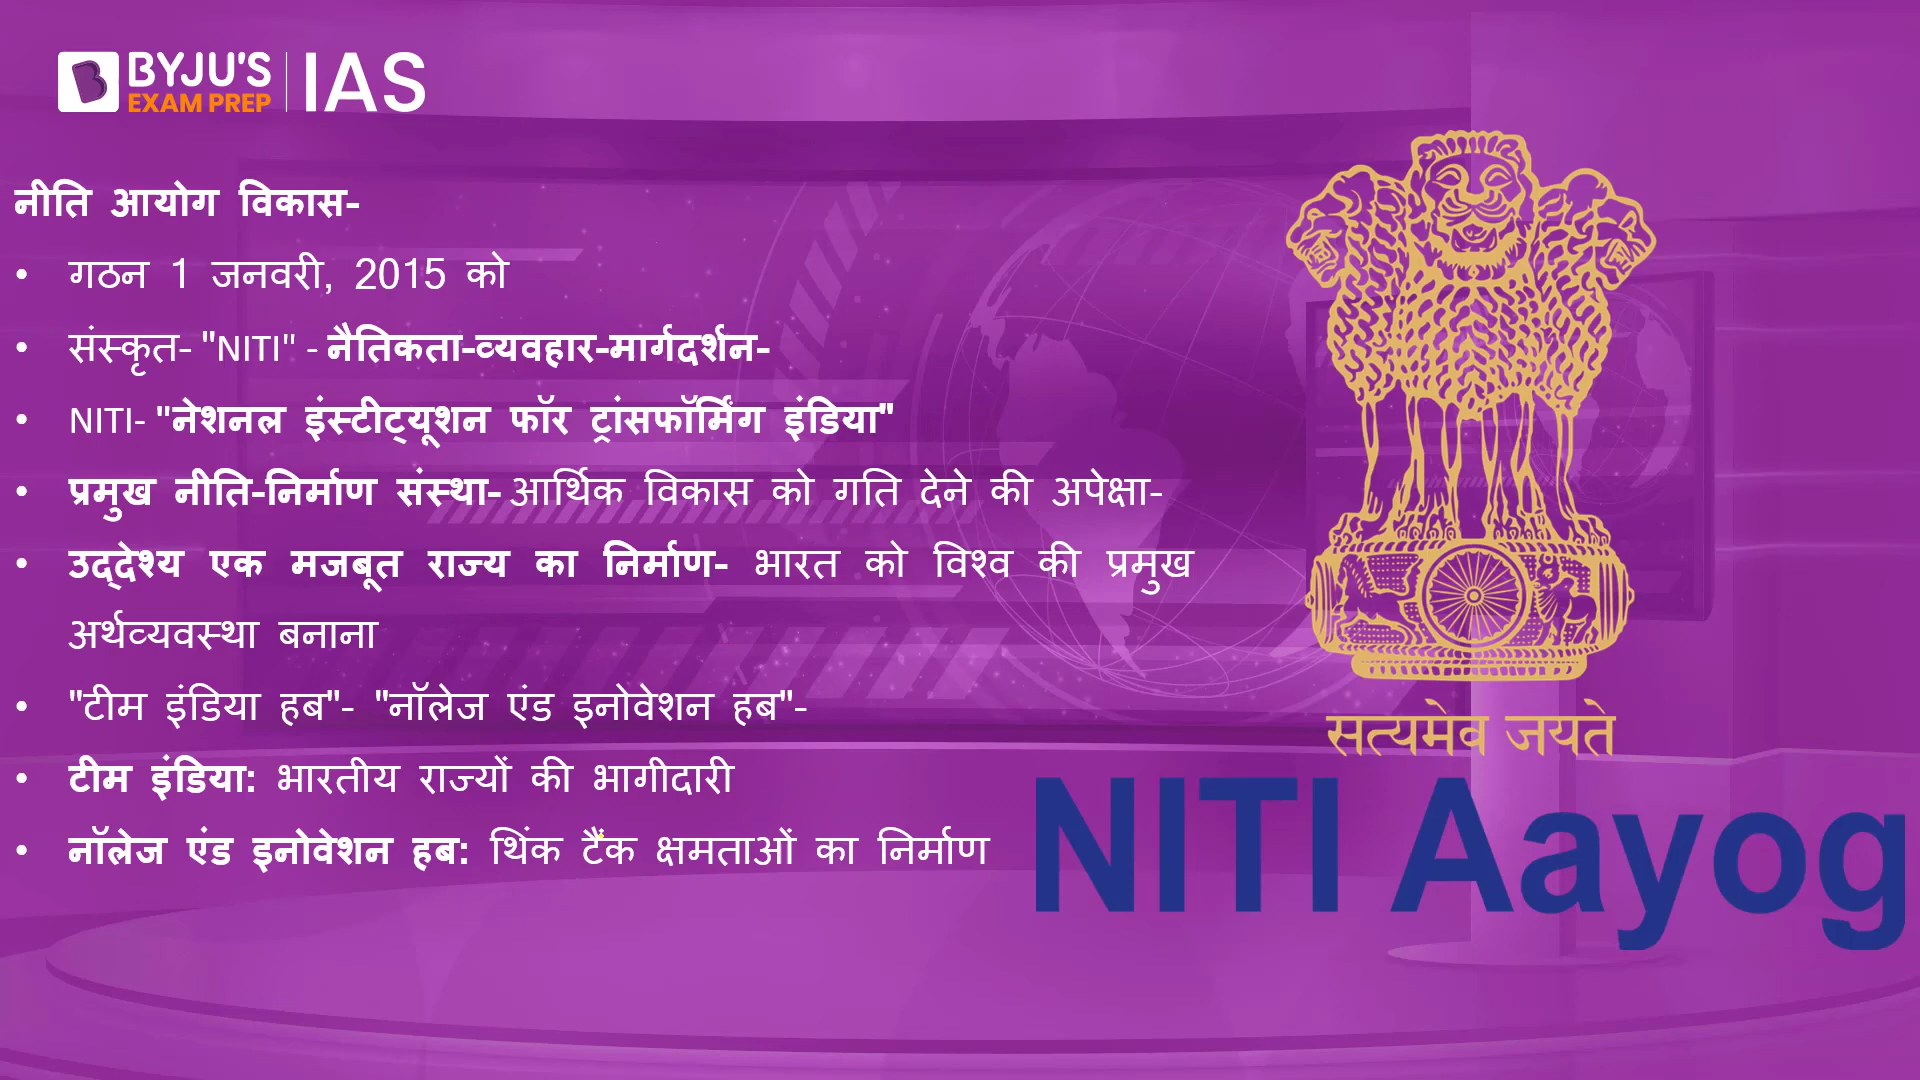 BYJU'S
EXAM PREP
IAS
नीति आयोग विकास-
• गठन 1 जनवरी, 2015 को
• संस्कृत- "NITI" - नैतिकता-व्यवहार-मार्गदर्शन-
• NITI- "नेशनल इंस्टीट्यूशन फॉर ट्रांसफॉर्मिंग इंडिया"
• प्रमुख नीति-निर्माण संस्था- आर्थिक विकास को गति देने की अपेक्षा-
• उद्देश्य एक मजबूत राज्य का निर्माण- भारत को विश्व की प्रमुख
अर्थव्यवस्था बनाना
• "टीम इंडिया हब"- "नॉलेज एंड इनोवेशन हब"-
• टीम इंडिया: भारतीय राज्यों की भागीदारी
• नॉलेज एंड इनोवेशन हब: थिंक टैंक क्षमताओं का निर्माण
सत्यमेव जयते
NITI Aayog